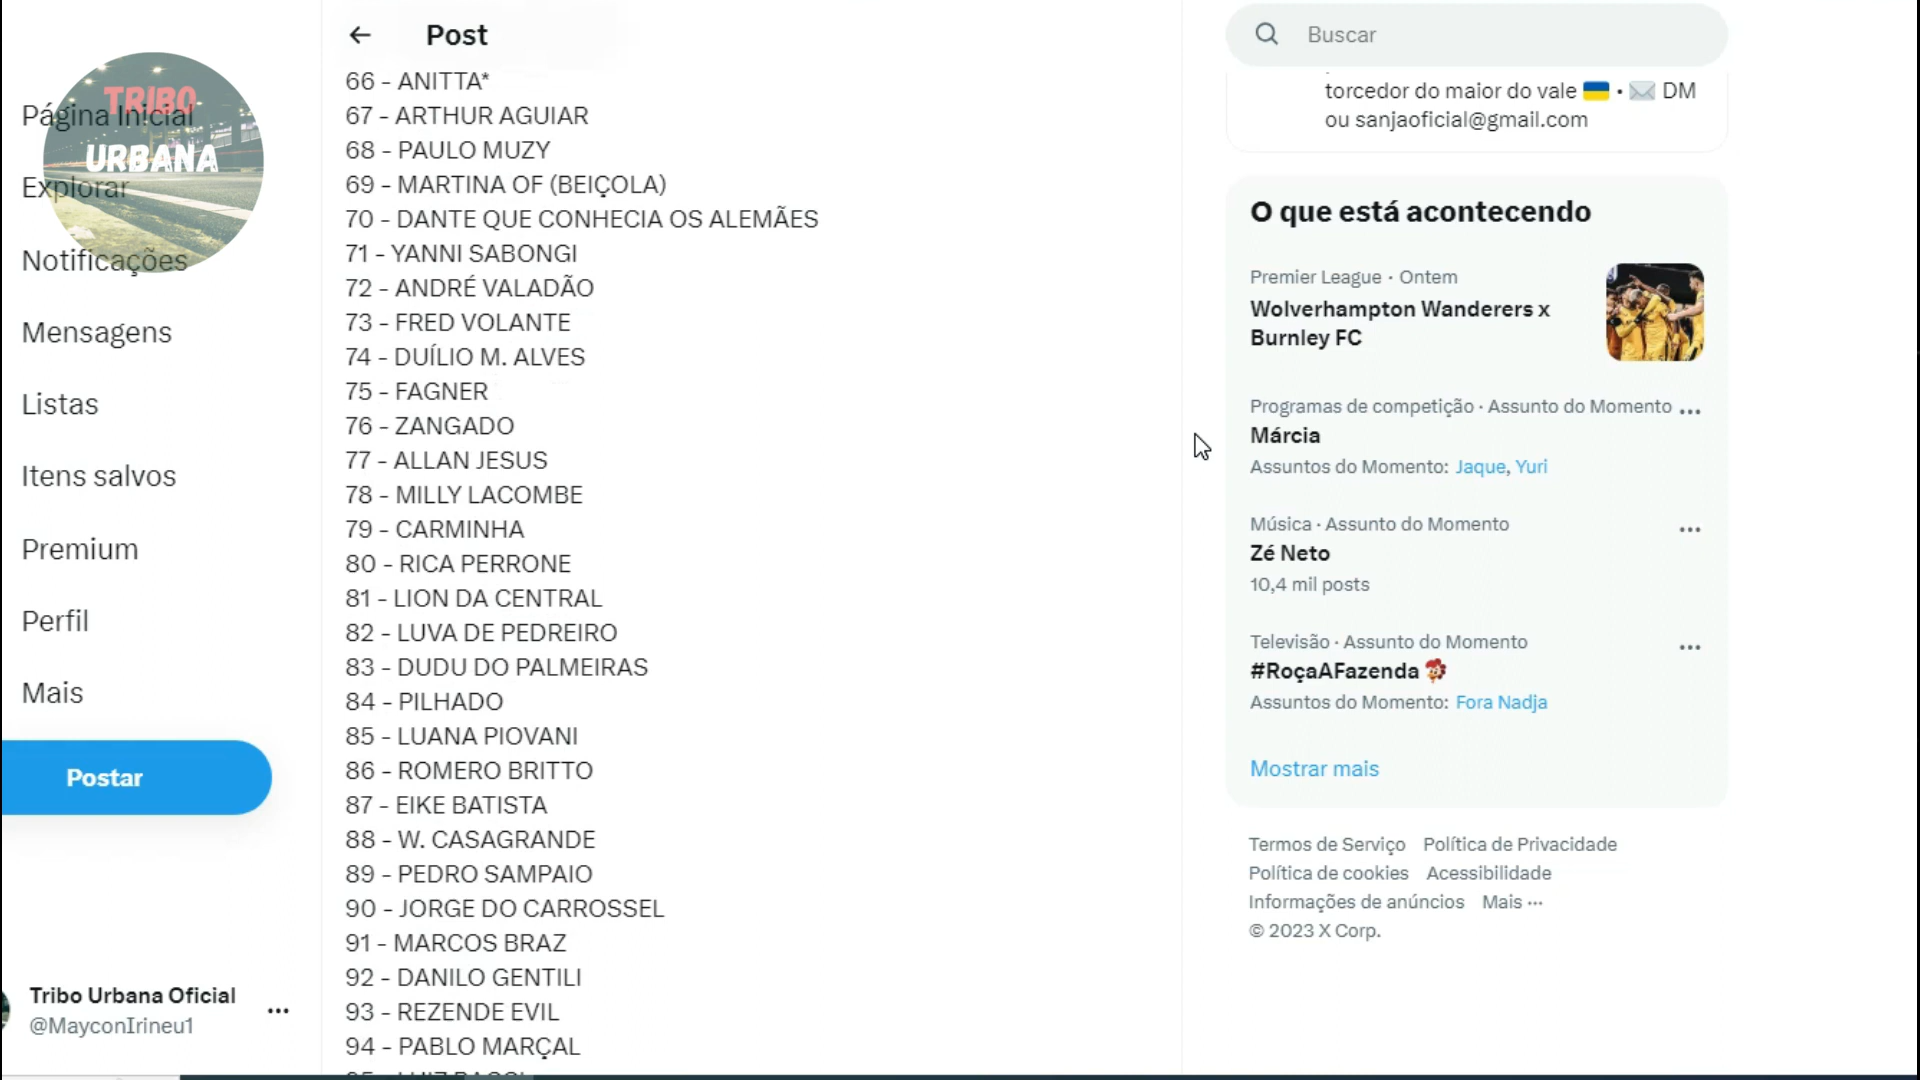 TRIBO
URBANA
Página Inicial
Explorar
Notificações
Mensagens
Listas
Itens salvos
Premium
Perfil
Mais
Postar
Tribo Urbana Oficial
@MayconIrineu1
Post
66 - ANITTA*
67 - ARTHUR AGUIAR
68 - PAULO MUZY
69 - MARTINA OF (BEIÇOLA)
70 - DANTE QUE CONHECIA OS ALEMÃES
71 - YANNI SABONGI
72 - ANDRÉ VALADÃO
73 - FRED VOLANTE
74 - DUÍLIO M. ALVES
75 - FAGNER
76 - ZANGADO
77 - ALLAN JESUS
78 - MILLY LACOMBE
79 - CARMINHA
80 - RICA PERRONE
81 - LION DA CENTRAL
82 - LUVA DE PEDREIRO
83 - DUDU DO PALMEIRAS
84 - PILHADO
85 - LUANA PIOVANI
86 - ROMERO BRITTO
87 - EIKE BATISTA
88 - W. CASAGRANDE
89 - PEDRO SAMPAIO
90 - JORGE DO CARROSSEL
91 - MARCOS BRAZ
92 - DANILO GENTILI
93 - REZENDE EVIL
94 - PABLO MARÇAL
Buscar
torcedor do maior do vale 🇺🇦 • ✉️ DM
ou sanjaoficial@gmail.com
O que está acontecendo
Premier League · Ontem
Wolverhampton Wanderers x
Burnley FC
Programas de competição · Assunto do Momento
Márcia
Assuntos do Momento: Jaque, Yuri
Música · Assunto do Momento
Zé Neto
10,4 mil posts
Televisão · Assunto do Momento
#RoçaAFazenda
Assuntos do Momento: Fora Nadja
Mostrar mais
Termos de Serviço Política de Privacidade
Política de cookies Acessibilidade
Informações de anúncios Mais ···
© 2023 X Corp.